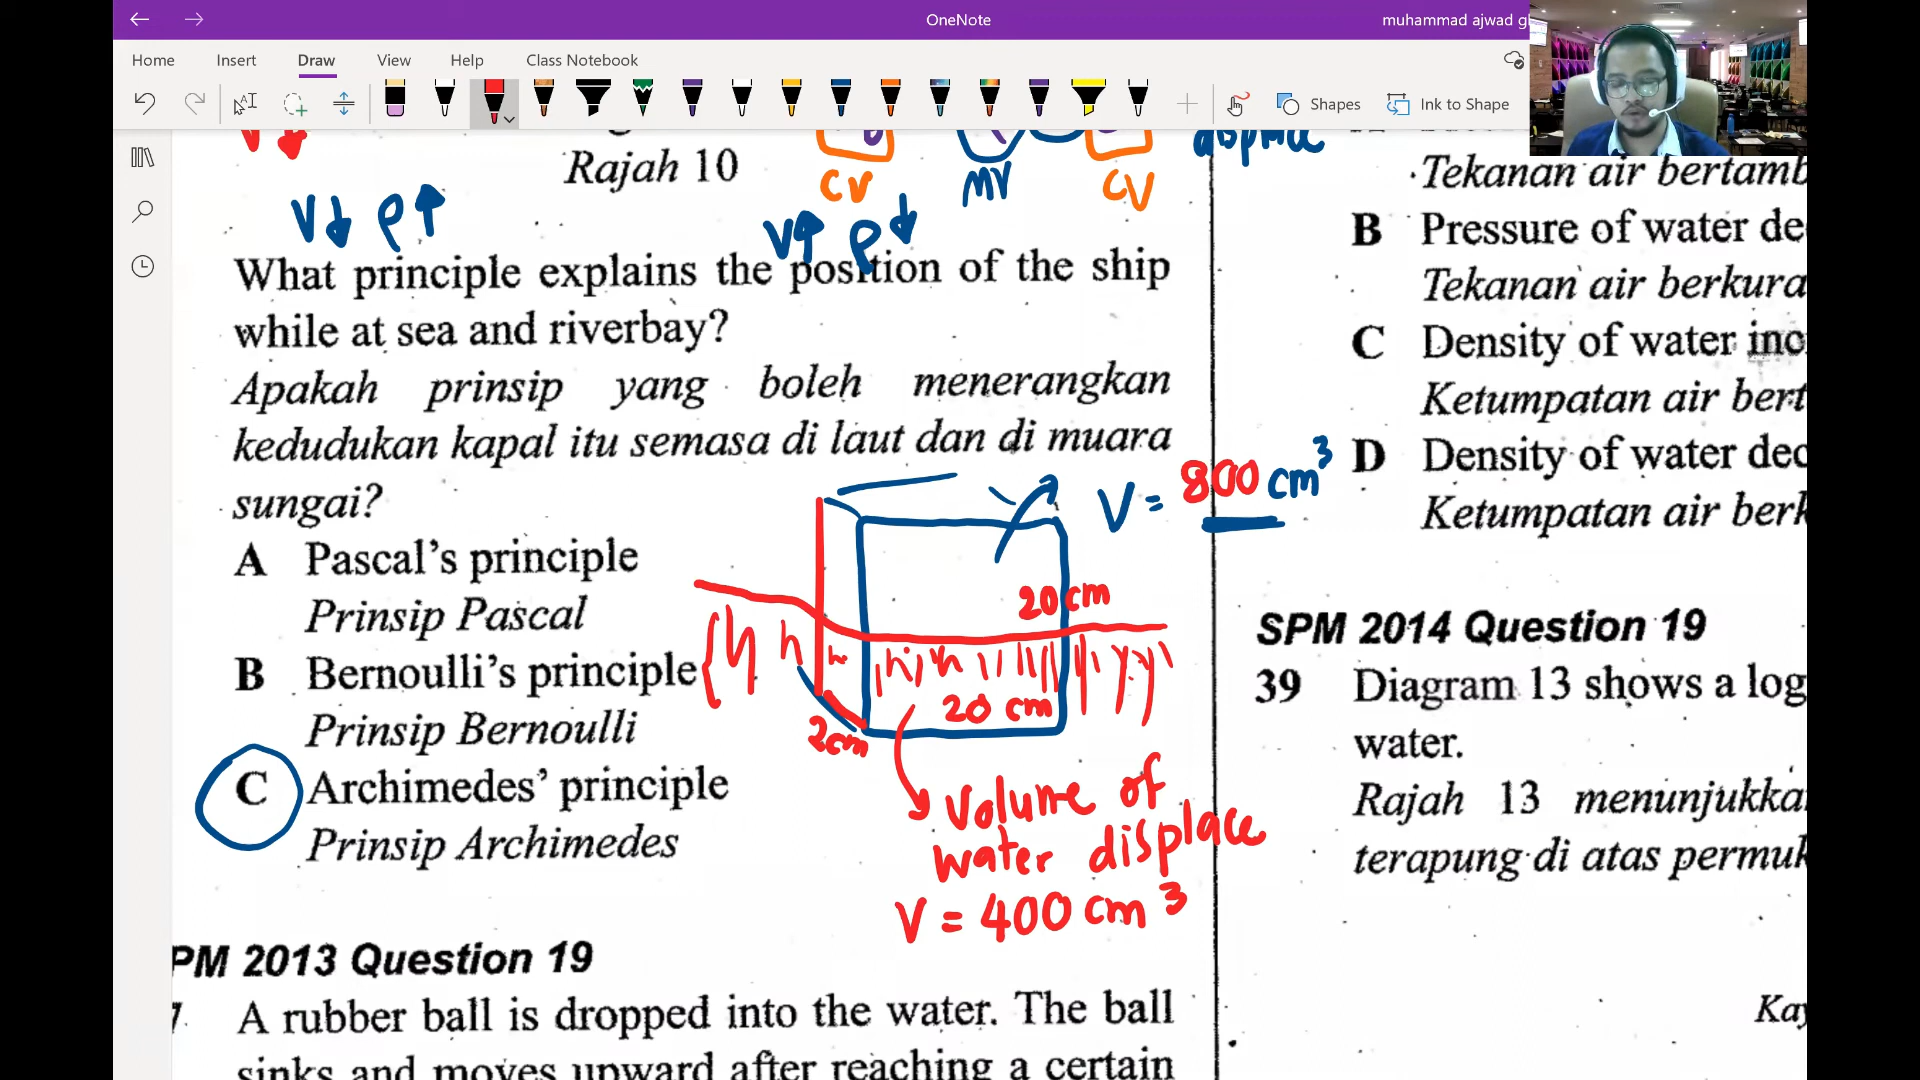 OneNote
muhammad ajwad
Home Insert Draw View Help Class Notebook
Shapes Ink to Shape
Rajah 10
CV MV CV
displace
V↓ ρ↑
V↑ ρ↓
What principle explains the position of the ship
while at sea and riverbay?
Apakah prinsip yang boleh menerangkan
kedudukan kapal itu semasa di laut dan di muara
sungai?
A Pascal's principle
Prinsip Pascal
B Bernoulli's principle
Prinsip Bernoulli
C Archimedes' principle
Prinsip Archimedes
V = 800 cm³
20 cm
20 cm
2cm
Volume of
water displace
V = 400 cm³
PM 2013 Question 19
A rubber ball is dropped into the water. The ball
sinks and moves upward after reaching a certain
Tekanan air bertamb
B Pressure of water de
Tekanan air berkura
C Density of water inc
Ketumpatan air bert
D Density of water dec
Ketumpatan air berk
SPM 2014 Question 19
39 Diagram 13 shows a log
water.
Rajah 13 menunjukka
terapung di atas permuk
Kay